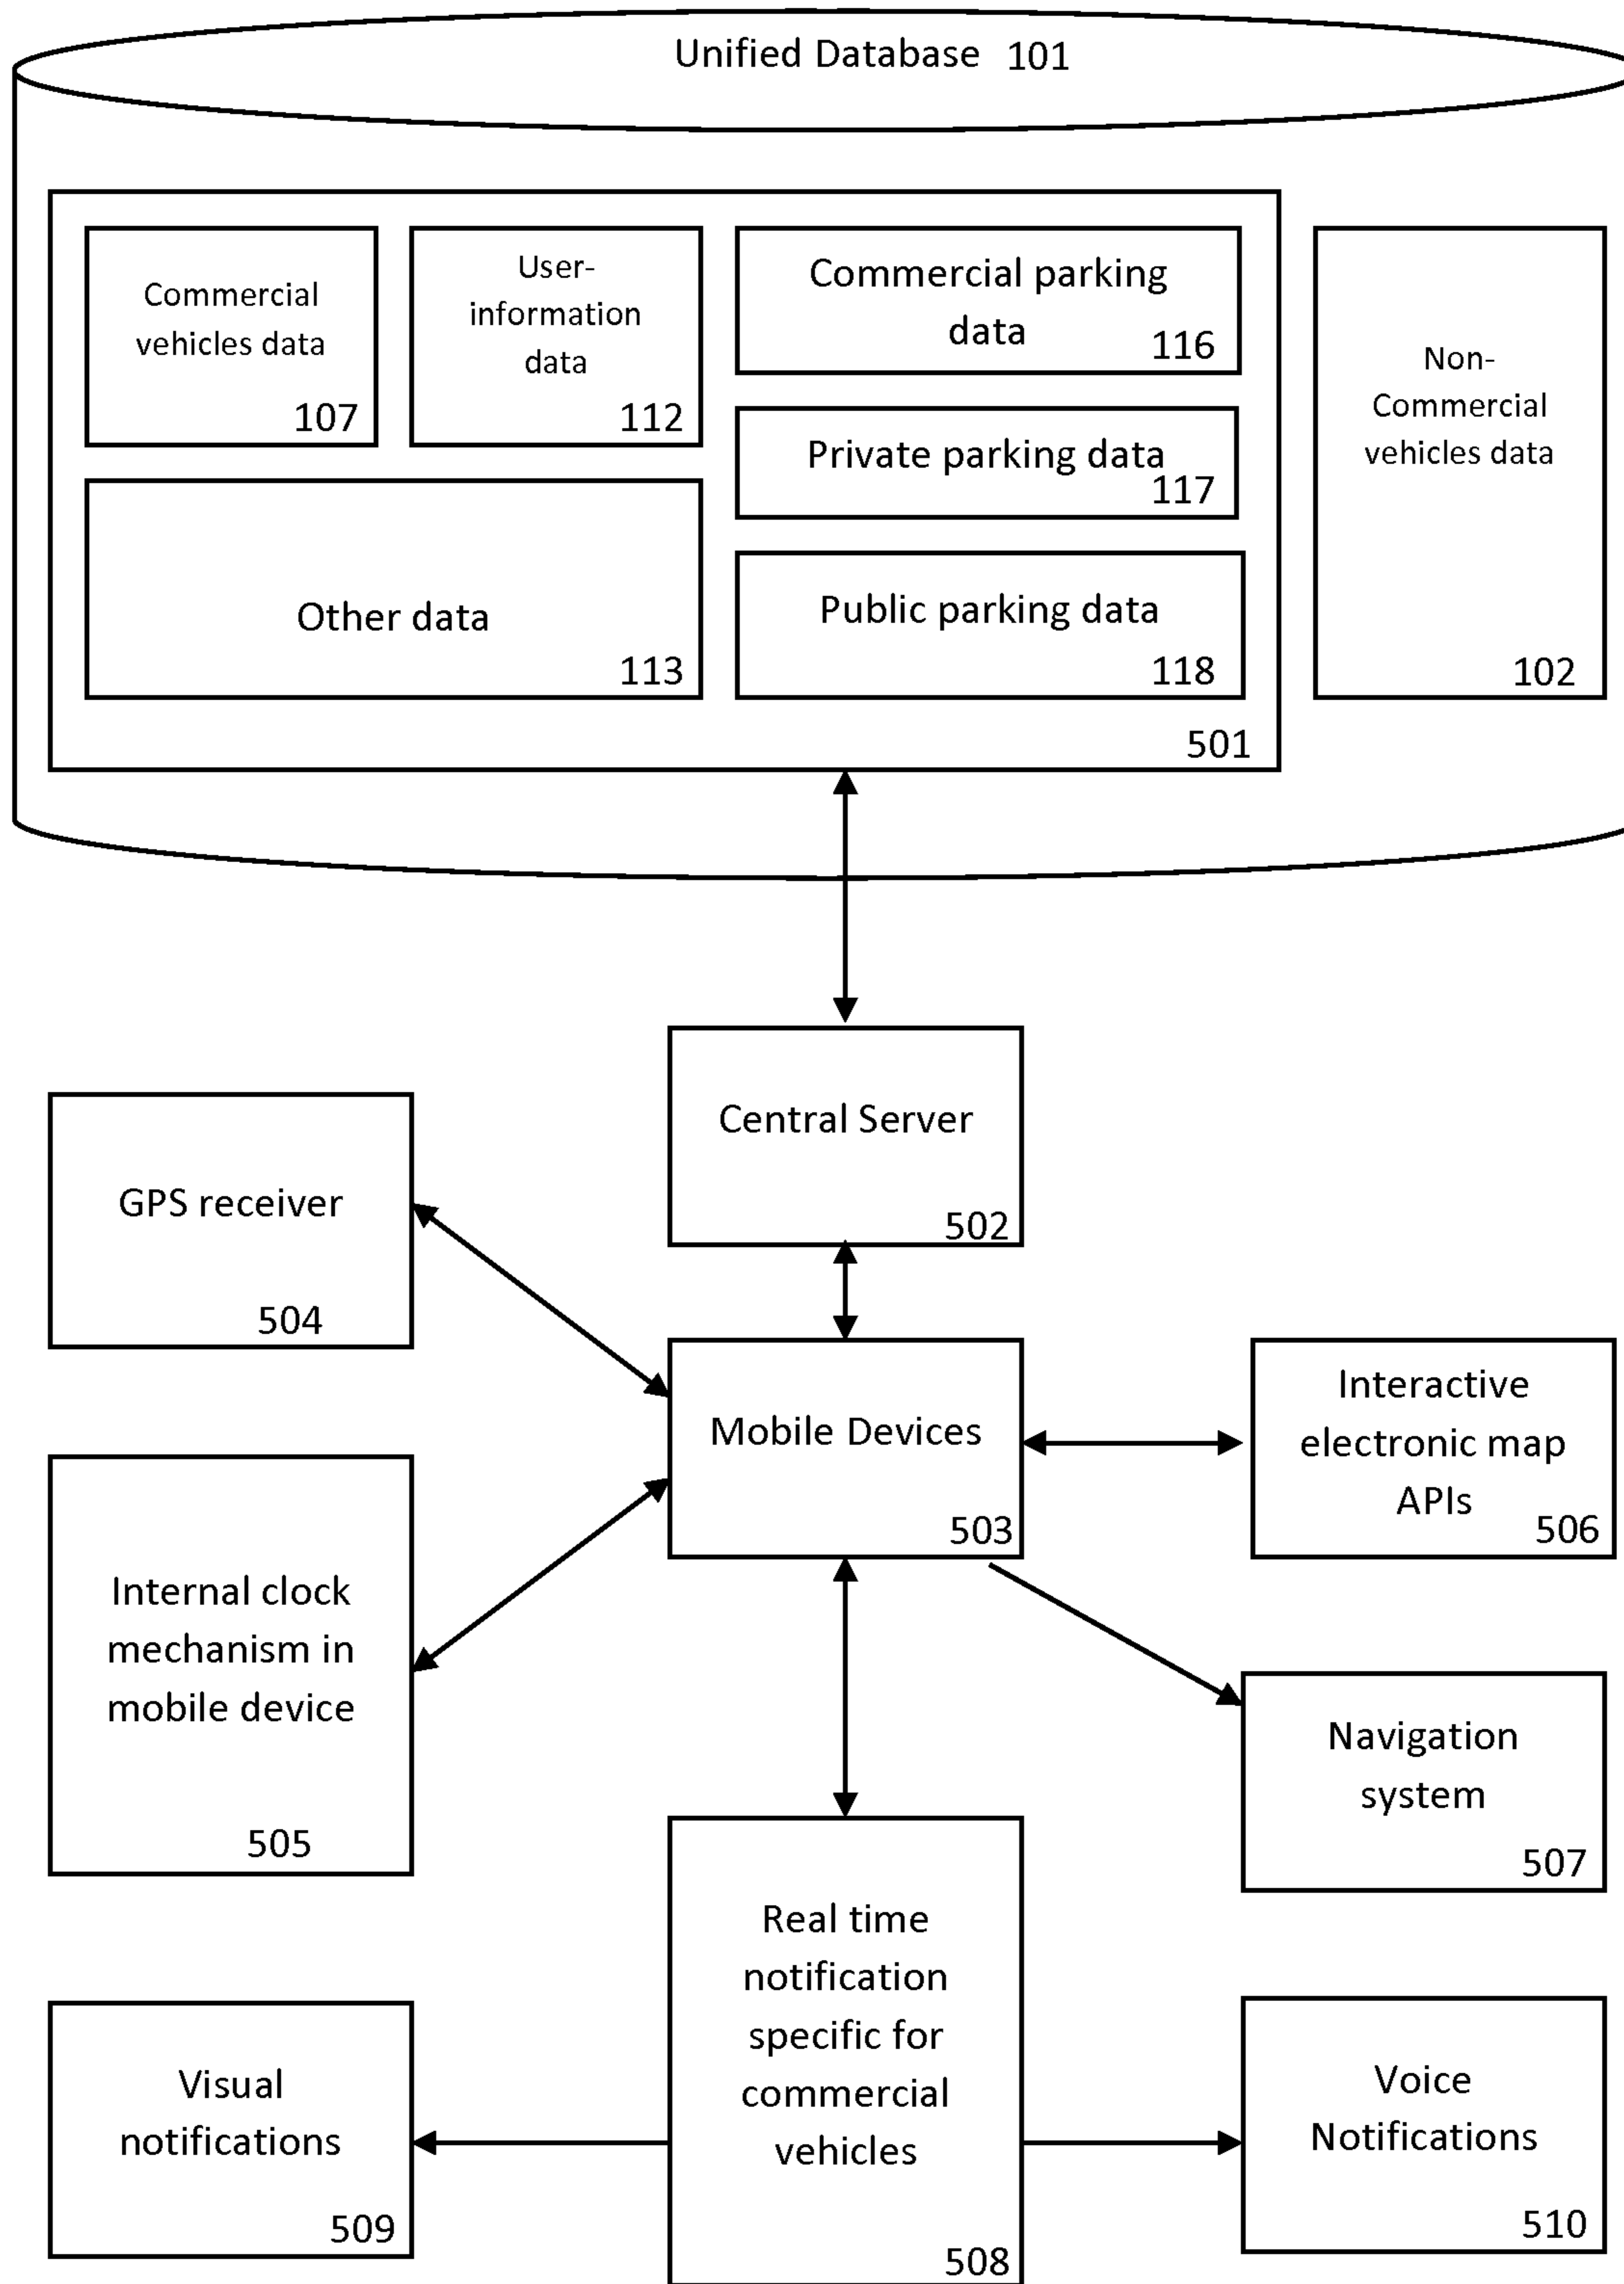 Unified Database 101
Commercial
vehicles data
107
User-
information
data
112
Commercial parking
data
116
Private parking data
117
Other data
113
Public parking data
118
501
Non-
Commercial
vehicles data
102
Central Server
502
GPS receiver
504
Mobile Devices
503
Interactive
electronic map
APIs
506
Internal clock
mechanism in
mobile device
505
Navigation
system
507
Real time
notification
specific for
commercial
vehicles
508
Visual
notifications
509
Voice
Notifications
510